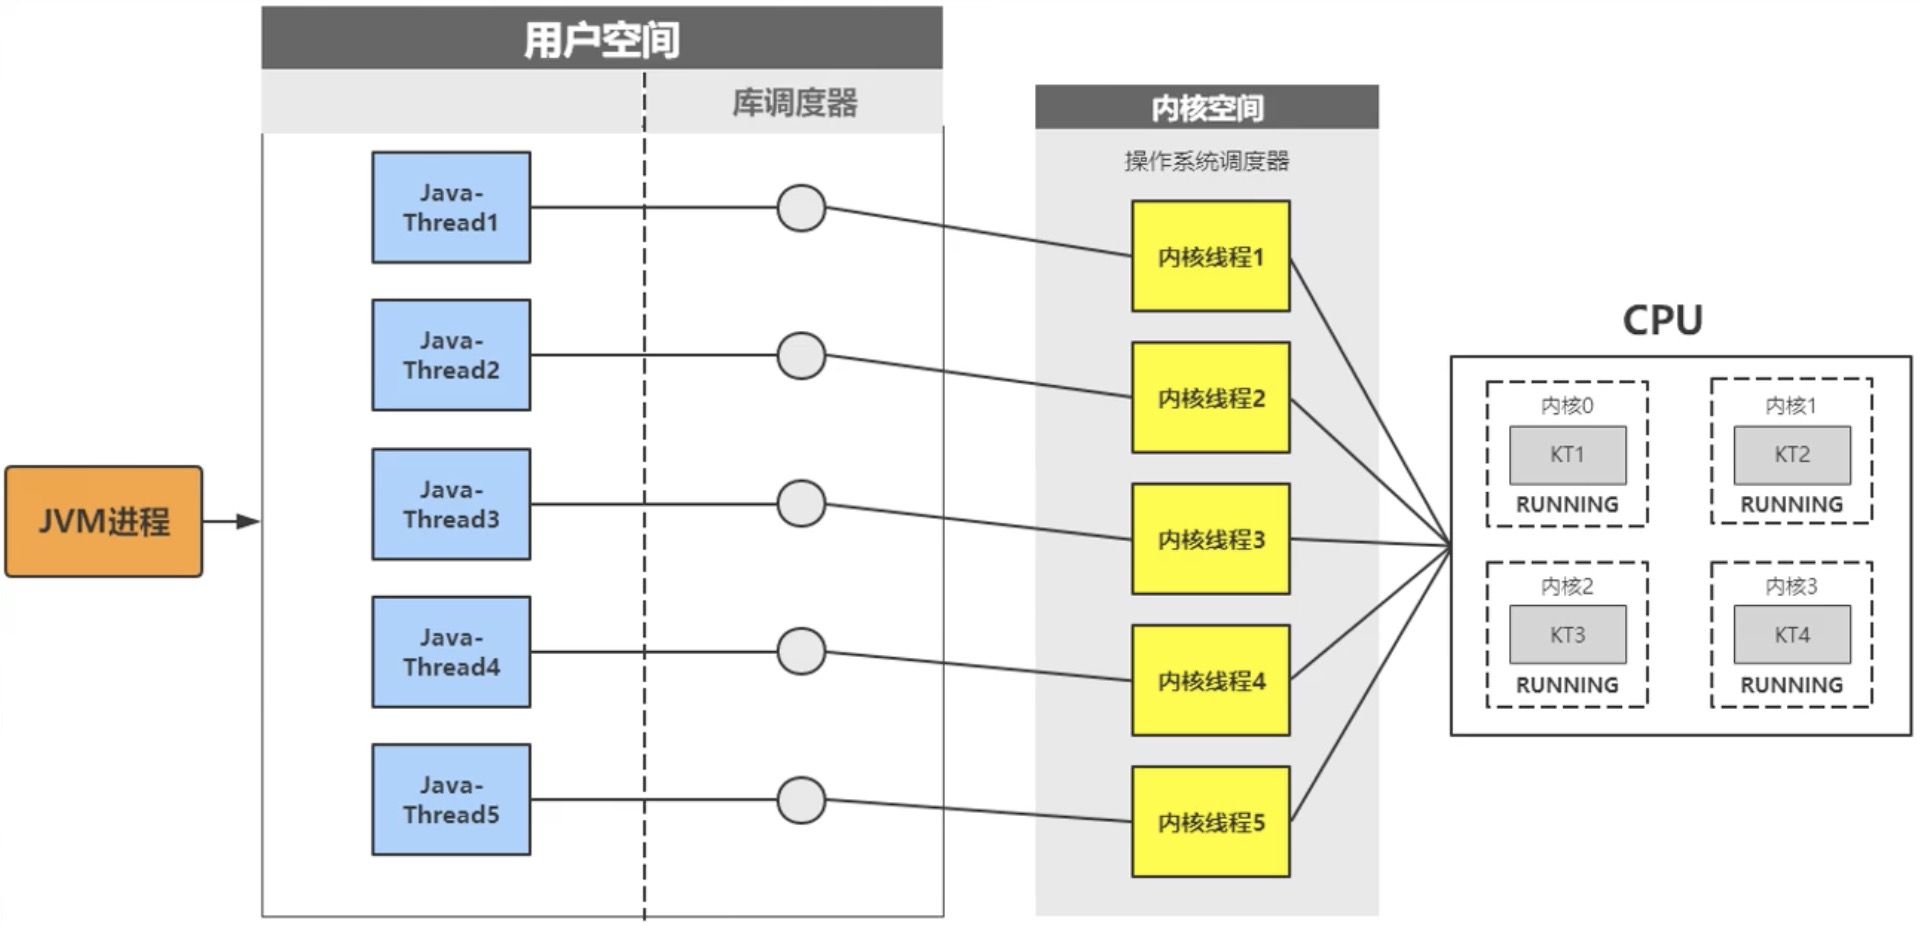 用户空间
库调度器
Java-
Thread1
Java-
Thread2
Java-
Thread3
Java-
Thread4
Java-
Thread5
JVM进程
内核空间
操作系统调度器
内核线程1
内核线程2
内核线程3
内核线程4
内核线程5
CPU
内核0
KT1
RUNNING
内核1
KT2
RUNNING
内核2
KT3
RUNNING
内核3
KT4
RUNNING